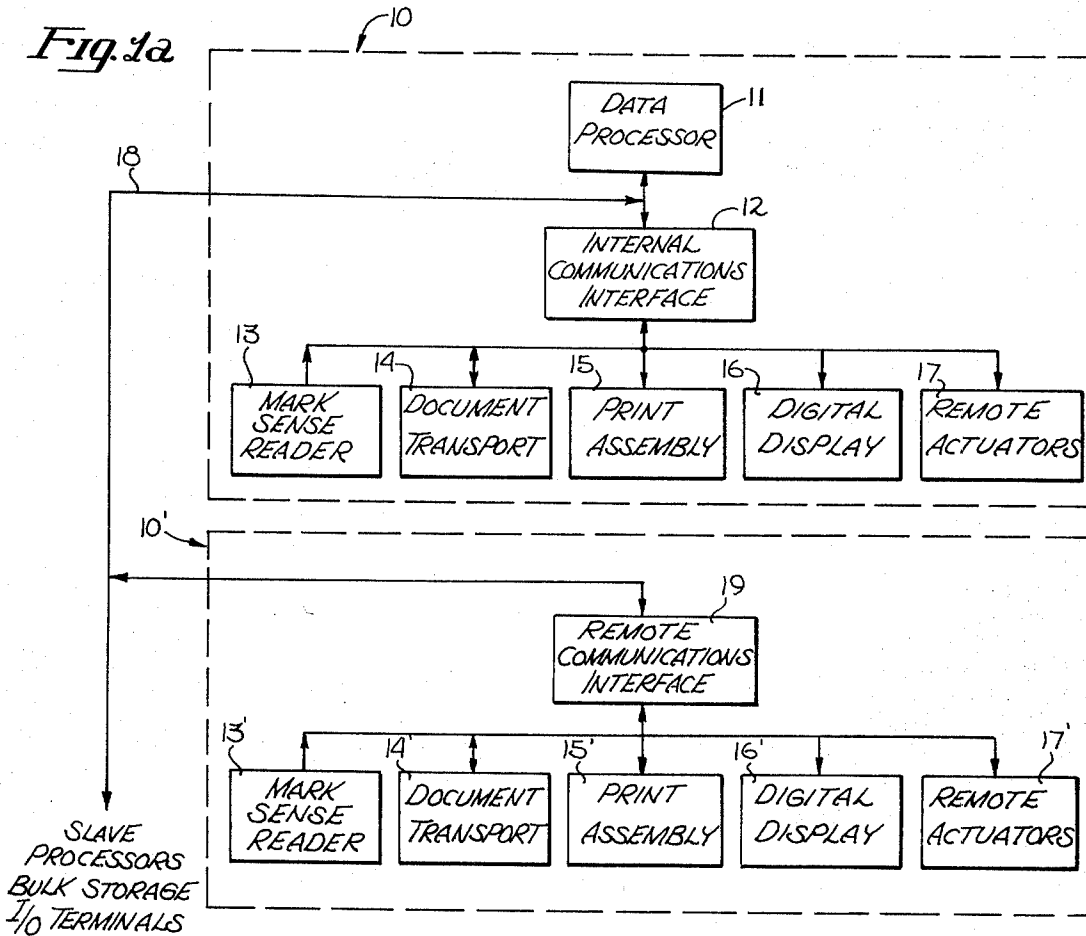 Fig. 1a
10
DATA
PROCESSOR
11
18
12
INTERNAL
COMMUNICATIONS
INTERFACE
13
MARK
SENSE
READER
14
DOCUMENT
TRANSPORT
15
PRINT
ASSEMBLY
16
DIGITAL
DISPLAY
17
REMOTE
ACTUATORS
10'
19
REMOTE
COMMUNICATIONS
INTERFACE
13'
MARK
SENSE
READER
14'
DOCUMENT
TRANSPORT
15'
PRINT
ASSEMBLY
16'
DIGITAL
DISPLAY
17'
REMOTE
ACTUATORS
SLAVE
PROCESSORS
BULK STORAGE
I/O TERMINALS